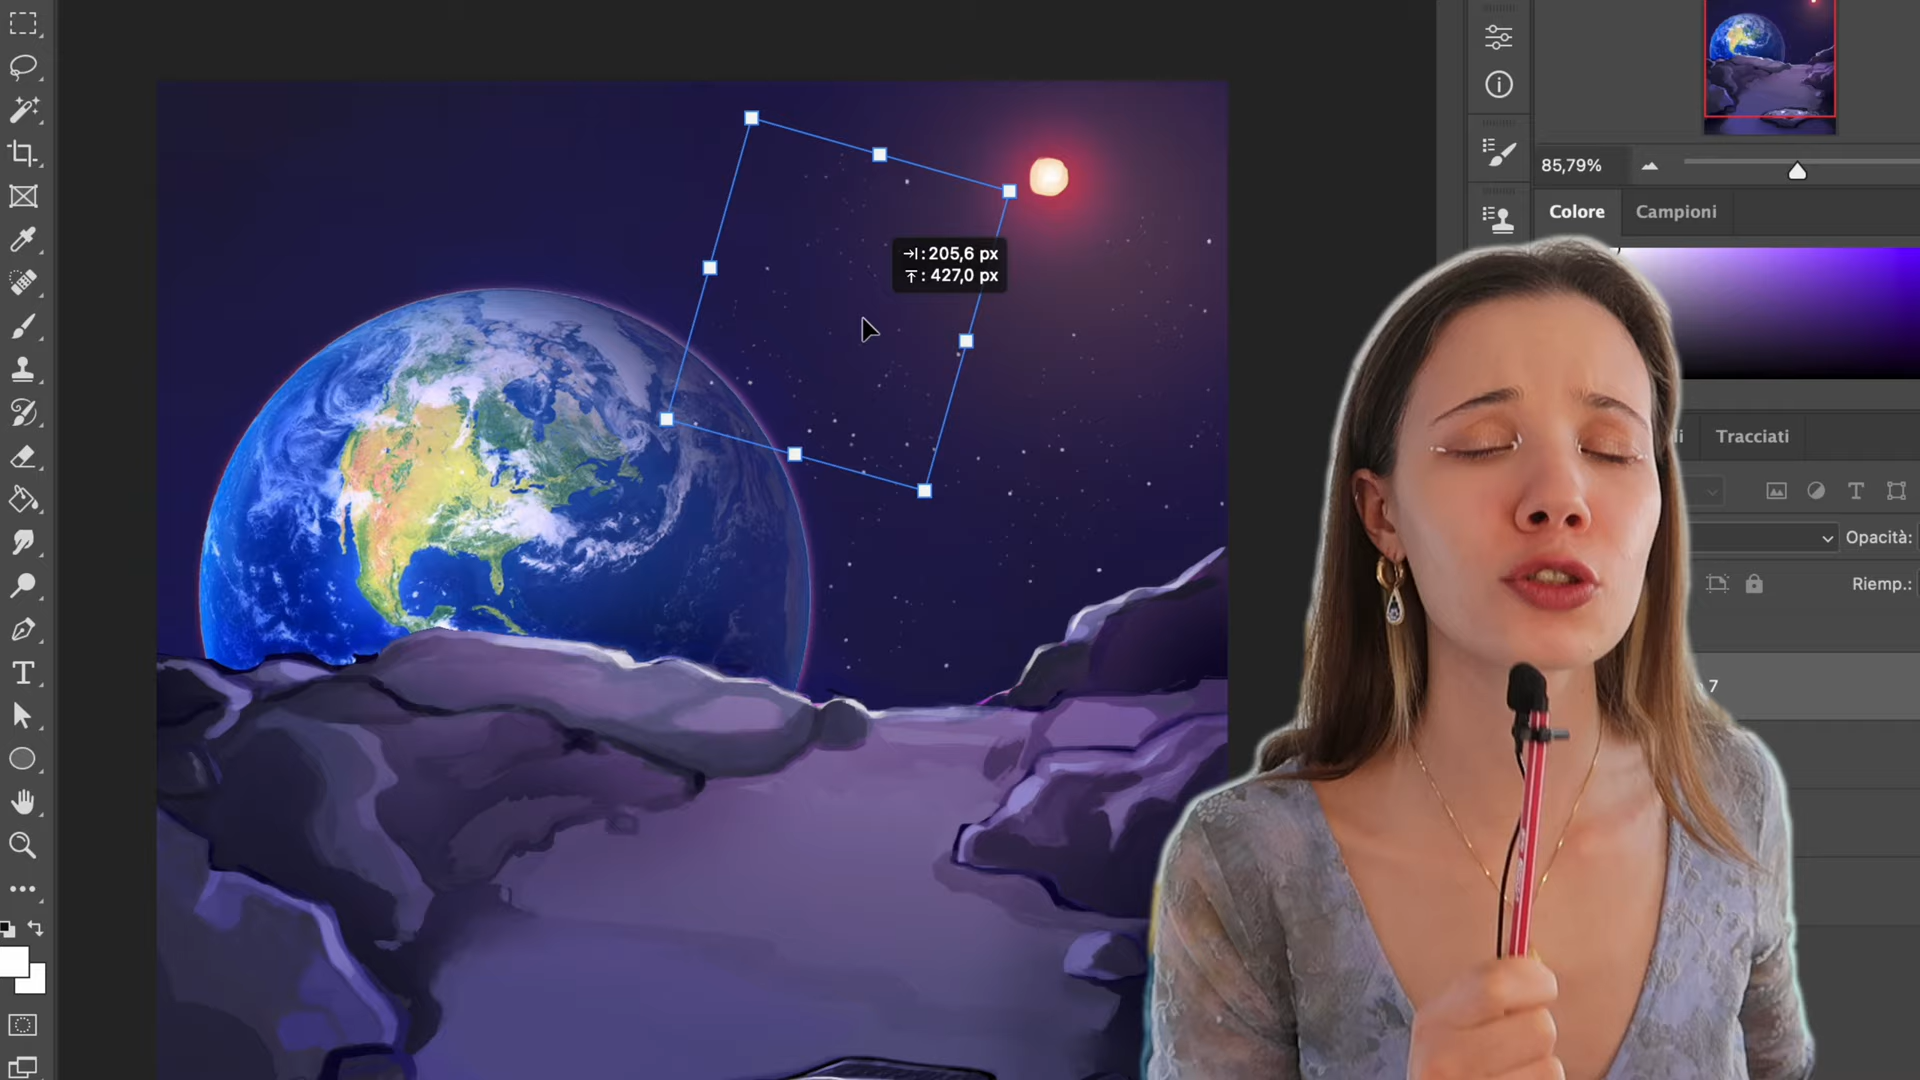 85,79%
Colore
Campioni
→|: 205,6 px
⤒: 427,0 px
Tracciati
Opacità:
Riemp.:
7